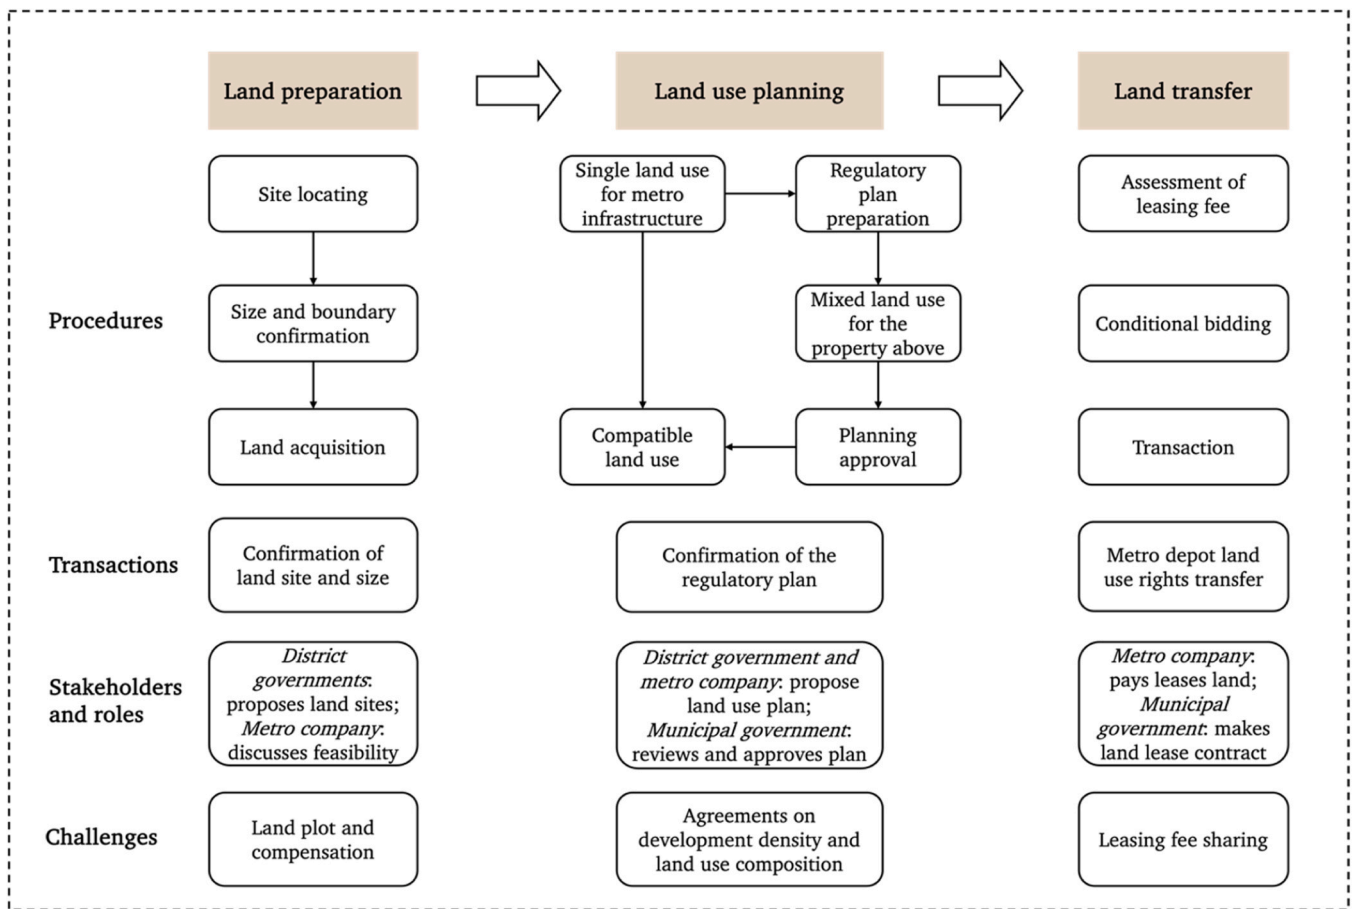 Land preparation
Land use planning
Land transfer
Procedures
Site locating
Size and boundary
confirmation
Land acquisition
Single land use
for metro
infrastructure
Regulatory
plan
preparation
Mixed land use
for the
property above
Compatible
land use
Planning
approval
Assessment of
leasing fee
Conditional bidding
Transaction
Transactions
Confirmation of
land site and size
Confirmation of the
regulatory plan
Metro depot land
use rights transfer
Stakeholders
and roles
District
governments:
proposes land sites;
Metro company:
discusses feasibility
District government and
metro company: propose
land use plan;
Municipal government:
reviews and approves plan
Metro company:
pays leases land;
Municipal
government: makes
land lease contract
Challenges
Land plot and
compensation
Agreements on
development density and
land use composition
Leasing fee sharing